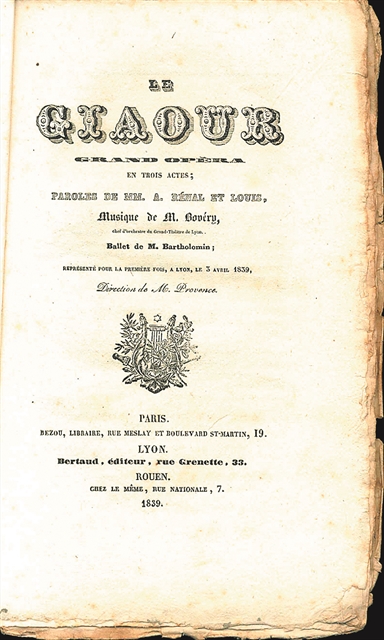 LE
GIAOUR
GRAND OPÉRA
EN TROIS ACTES;
PAROLES DE MM. A. RÉNAL ET LOUIS,
Musique de M. Bovéry,
chef d'orchestre du Grand-Théâtre de Lyon.
Ballet de M. Bartholomin;
REPRÉSENTÉ POUR LA PREMIÈRE FOIS, A LYON, LE 3 AVRIL 1839,
Direction de M. Provence.
PARIS.
BEZOU, LIBRAIRE, RUE MESLAY ET BOULEVARD ST-MARTIN, 19.
LYON.
Bertaud, éditeur, rue Grenette, 33.
ROUEN.
CHEZ LE MÊME, RUE NATIONALE, 7.
1839.